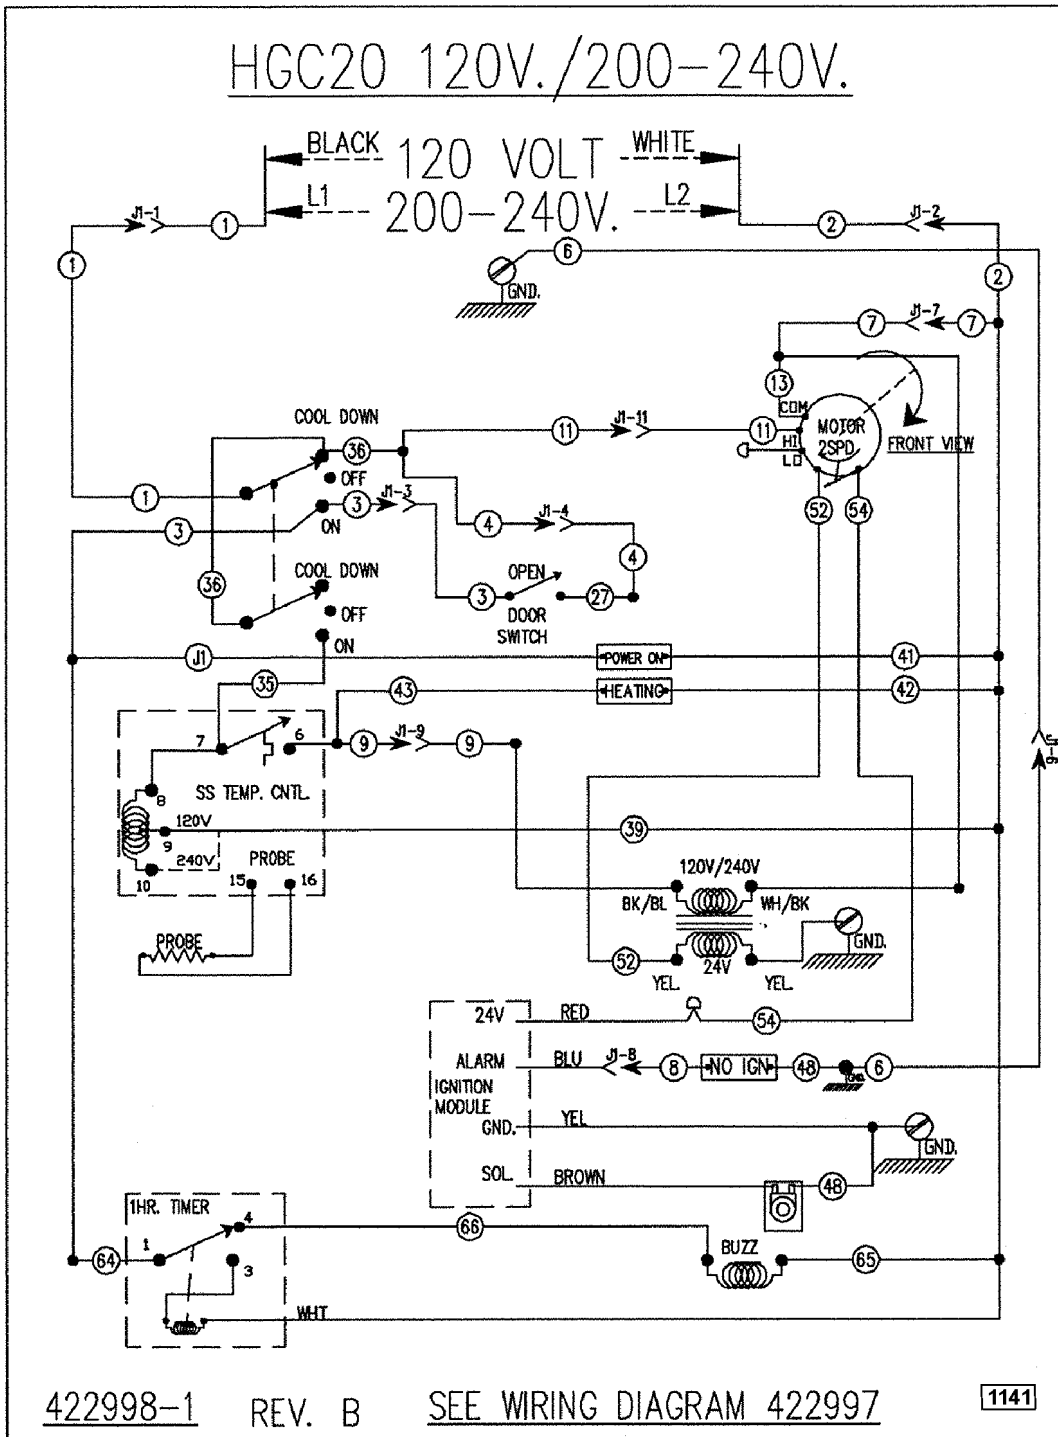 HGC20 120V./200-240V.
BLACK 120 VOLT WHITE
L1 200-240V. L2
J1-1 1 2 J1-2
6
1 GND. 2
7 J1-7 7
13
COOL DOWN COM
36 11 J1-11 11 MOTOR
HI 2SPD FRONT VIEW
OFF LO
1 3 J1-3
3 ON 4 J1-4 52 54
COOL DOWN OPEN 4
36 3 27
OFF DOOR
SWITCH
ON
J1 POWER ON 41
35 43 HEATING 42
7 6 9 J1-9 9 J1-6
8 SS TEMP. CNTL.
120V 39
9
240V PROBE 120V/240V
10 15 16 BK/BL WH/BK
PROBE GND.
52 24V
YEL. YEL.
24V RED 54
ALARM BLU J1-8 8 NO IGN 48 6
IGNITION GND.
MODULE
GND. YEL GND.
SOL. BROWN 48
1HR. TIMER 4 66
64 1 BUZZ 65
3
WHT
422998-1 REV. B SEE WIRING DIAGRAM 422997 1141